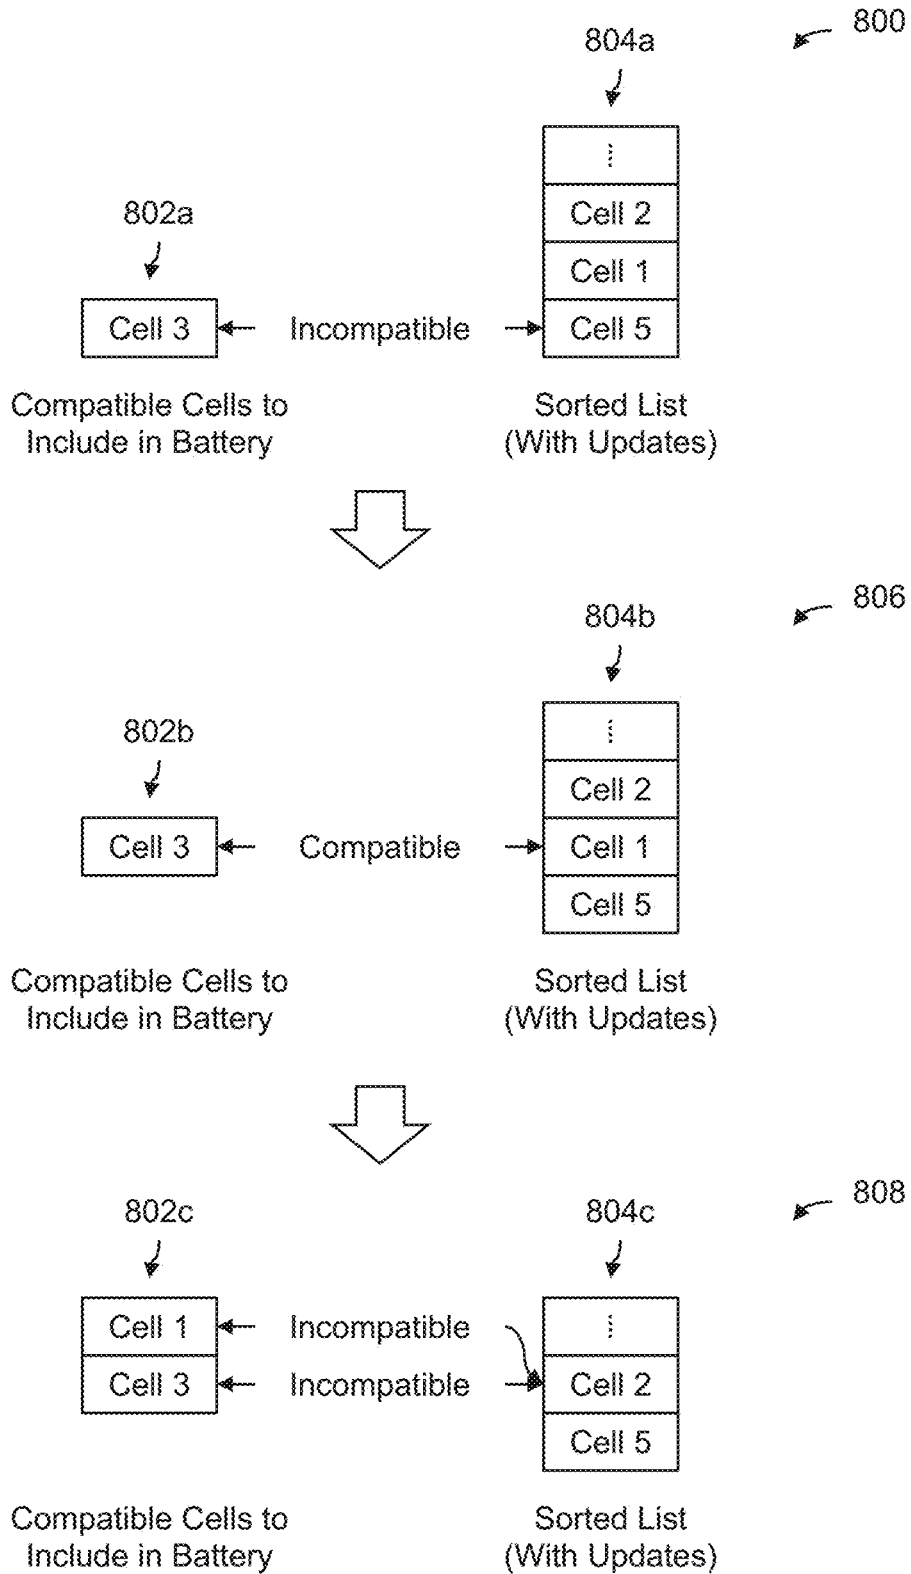 800
804a
⋮
Cell 2
802a
Cell 1
Cell 3 Incompatible Cell 5
Compatible Cells to
Include in Battery
Sorted List
(With Updates)
806
804b
⋮
802b
Cell 2
Cell 3 Compatible Cell 1
Cell 5
Compatible Cells to
Include in Battery
Sorted List
(With Updates)
808
802c
804c
Cell 1 Incompatible ⋮
Cell 3 Incompatible Cell 2
Cell 5
Compatible Cells to
Include in Battery
Sorted List
(With Updates)